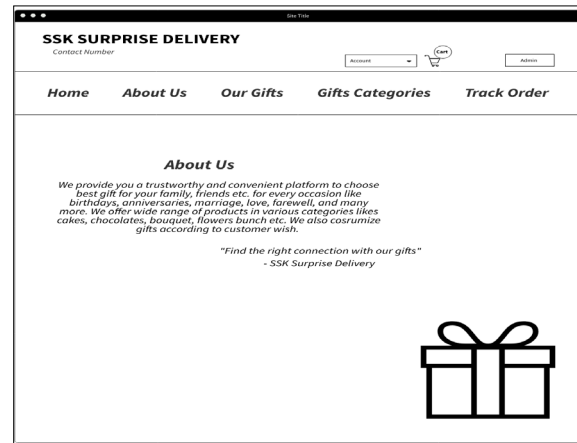 Site Title
SSK SURPRISE DELIVERY
Contact Number
Account
Cart
Admin
Home About Us Our Gifts Gifts Categories Track Order
About Us
We provide you a trustworthy and convenient platform to choose
best gift for your family, friends etc. for every occasion like
birthdays, anniversaries, marriage, love, farewell, and many
more. We offer wide range of products in various categories likes
cakes, chocolates, bouquet, flowers bunch etc. We also cosrumize
gifts according to customer wish.
"Find the right connection with our gifts"
- SSK Surprise Delivery